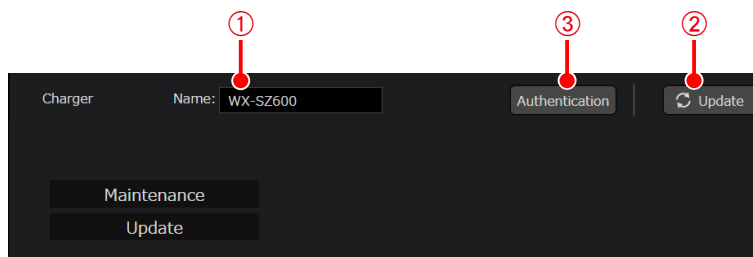 ① ③ ②
Charger Name: WX-SZ600 Authentication Update
Maintenance
Update